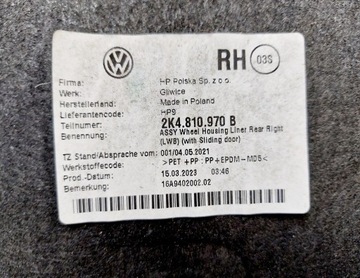 RH 03S
Firma: HP Polska Sp. z o.o.
Werk: Gliwice
Herstellerland: Made in Poland
Lieferantencode: HP9
Teilnummer: 2K4.810.970 B
Benennung: ASSY Wheel Housing Liner Rear Right
(LWB) (with Sliding door)
TZ Stand/Absprache vom: 001/04.05.2021
Werkstoffcode: >PET+PP;PP+EPDM-MD5<
Prod.-Datum: 15.03.2023 03:46
Bemerkung: 16A9402002.02